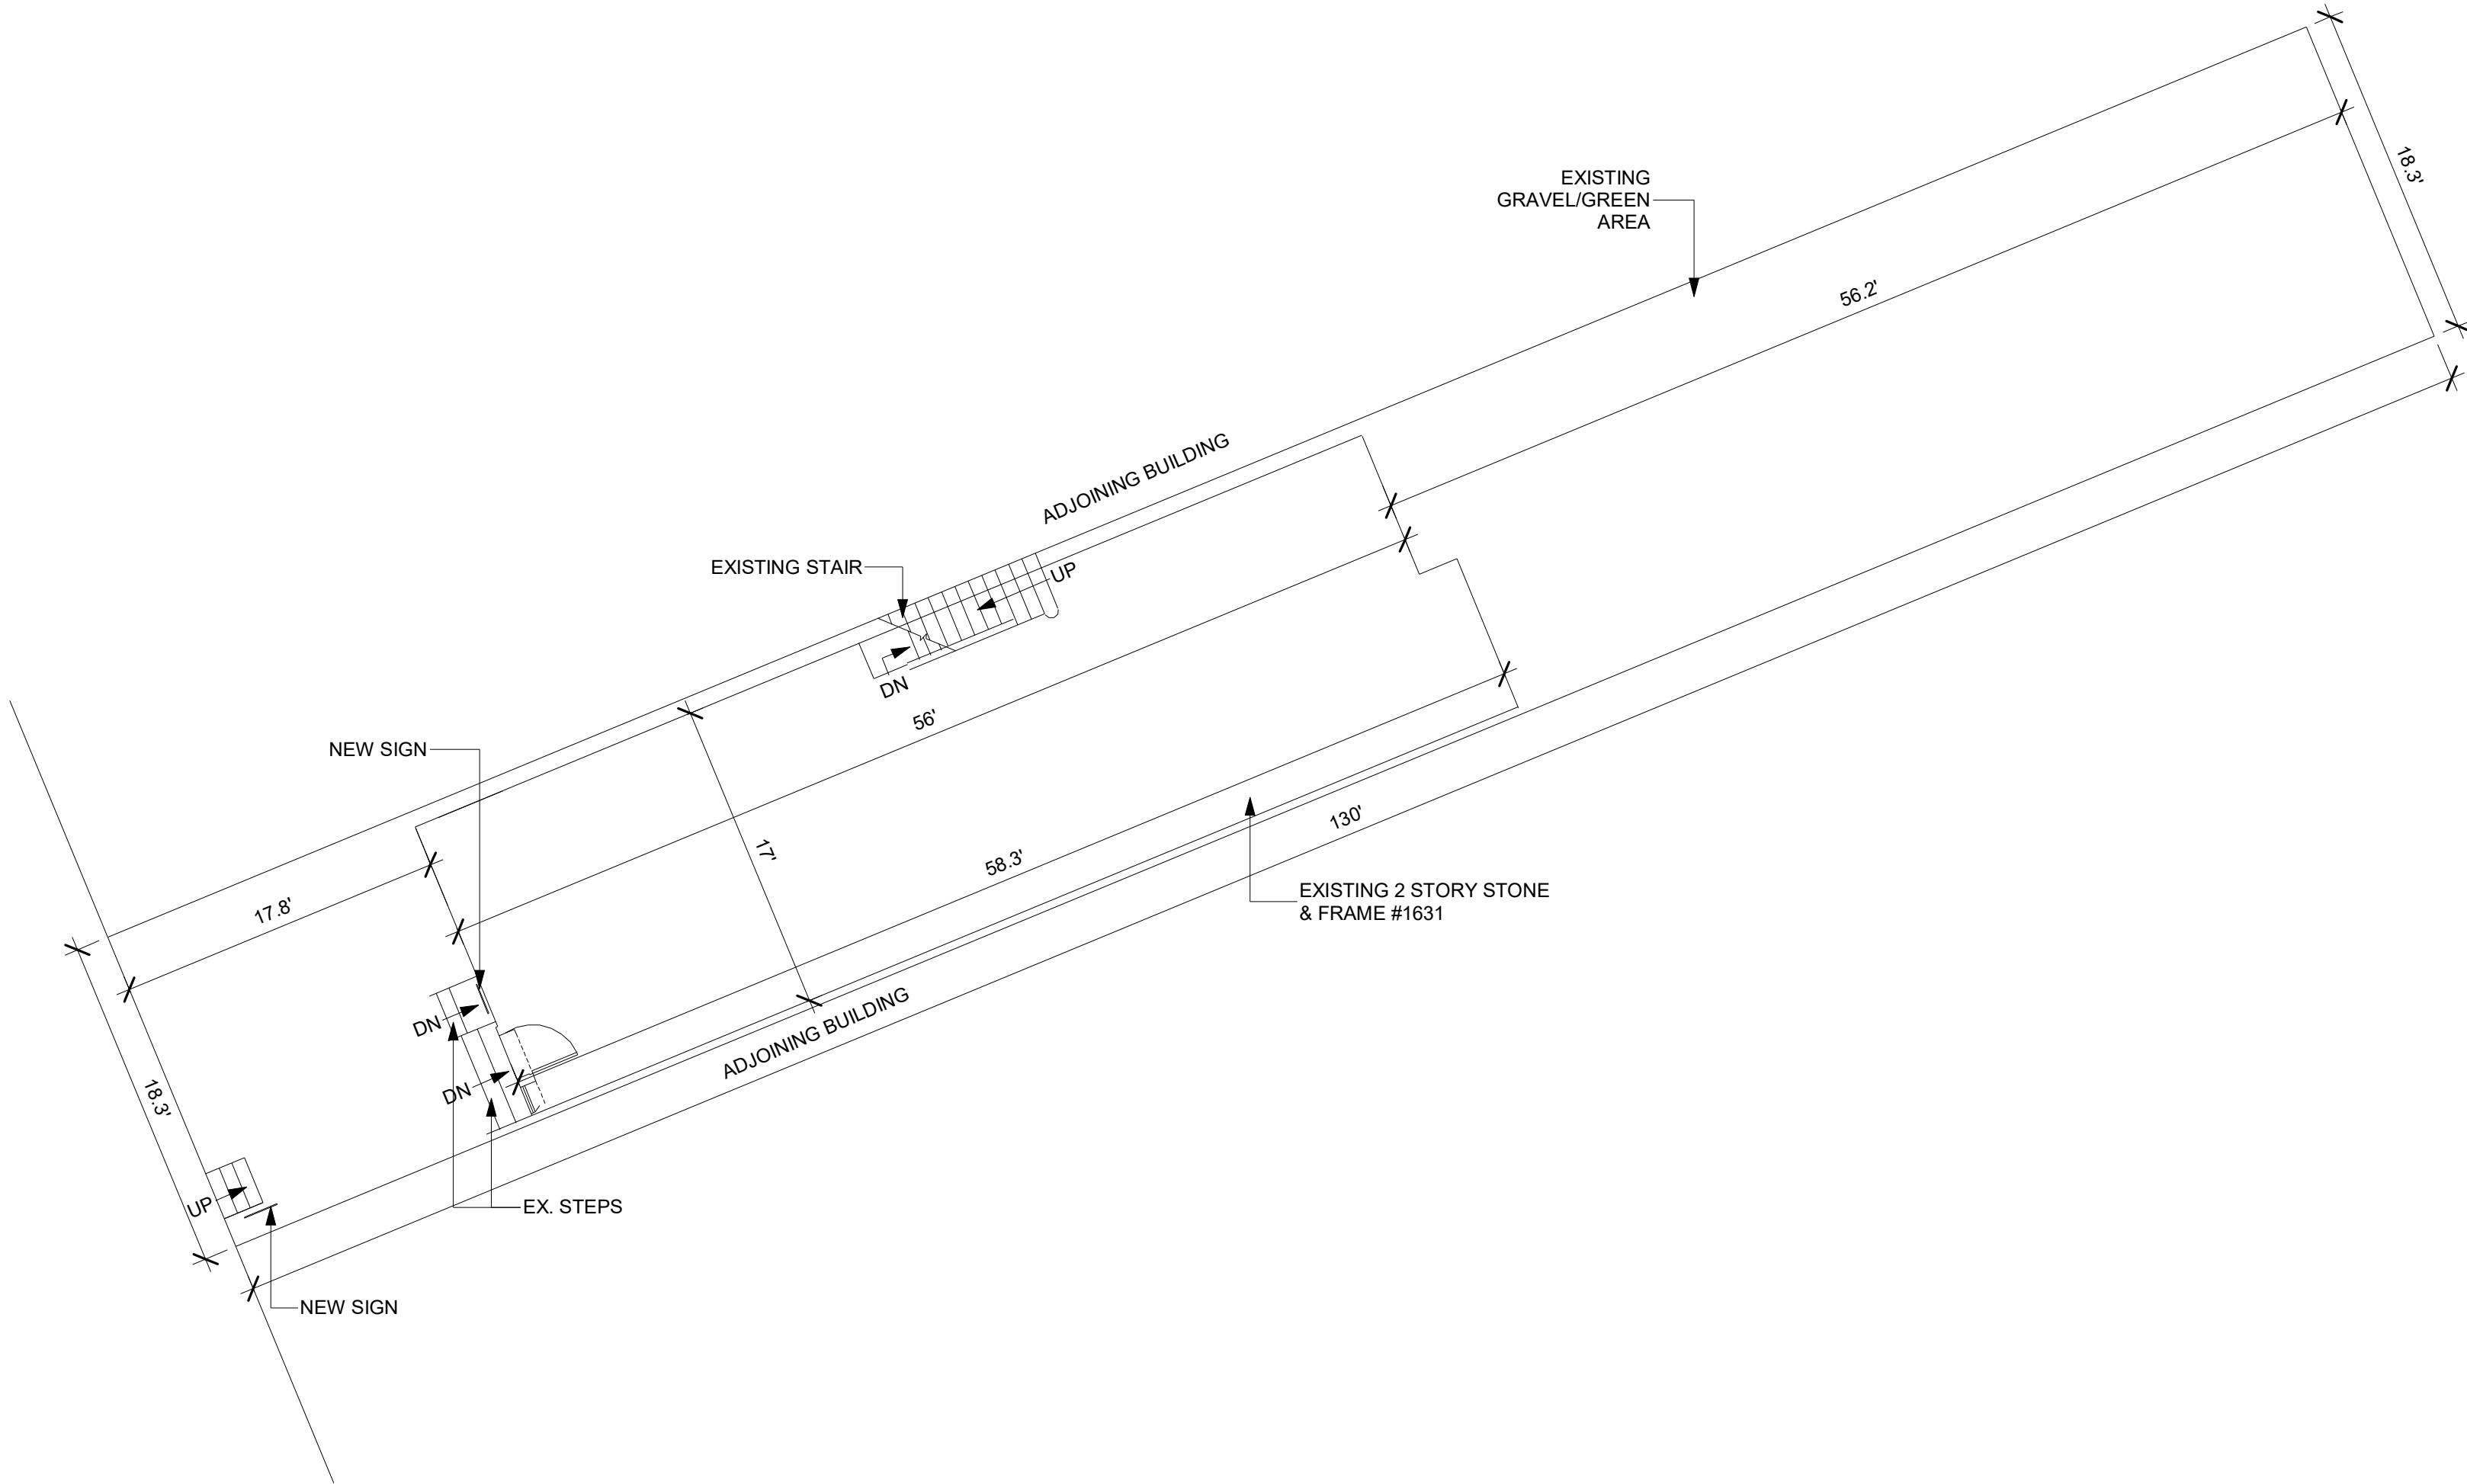 EXISTING
GRAVEL/GREEN
AREA
18.3'
56.2'
ADJOINING BUILDING
EXISTING STAIR
UP
DN
56'
NEW SIGN
17'
130'
58.3'
EXISTING 2 STORY STONE
& FRAME #1631
17.8'
DN
ADJOINING BUILDING
DN
18.3'
UP
EX. STEPS
NEW SIGN